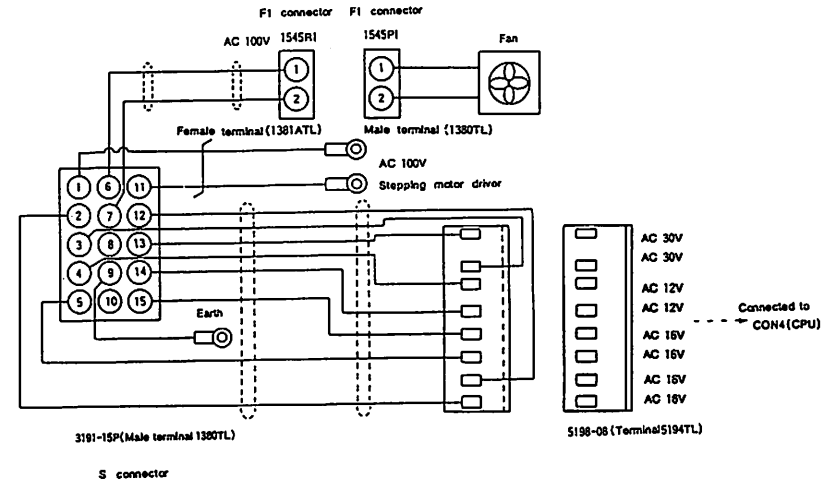 F1 connector F1 connector
AC 100V 1545R1 1545P1 Fan
1 1
2 2
Female terminal (1381ATL) Male terminal (1380TL)
AC 100V
Stepping motor drivor
1 6 11
2 7 12
3 8 13
4 9 14
5 10 15
Earth
AC 30V
AC 30V
AC 12V
AC 12V
AC 16V
AC 16V
AC 16V
AC 16V
Connected to
CON4 (CPU)
3191-15P (Male terminal 1380TL)
5198-08 (Terminal 5194TL)
S connector